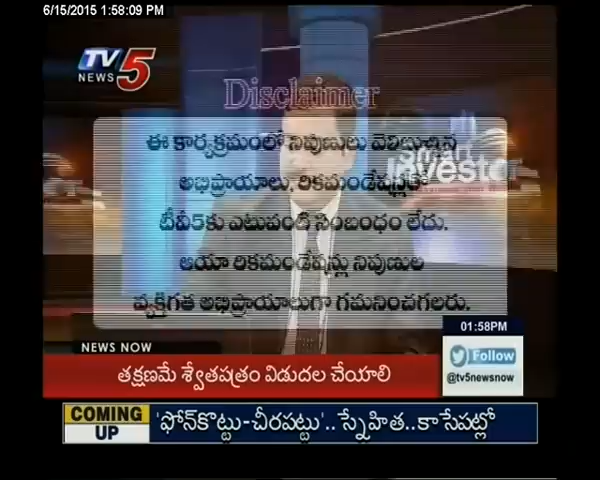 6/15/2015 1:58:09 PM
TV5
NEWS
Disclaimer
ఈ కార్యక్రమంలో నిపుణులు వెలిబుచ్చిన
Smart
Investor
అభిప్రాయాలు, రికమండేషన్లతో
టీవీ5కు ఎటువంటి సంబంధం లేదు.
ఆయా రికమండేషన్లు నిపుణుల
వ్యక్తిగత అభిప్రాయాలుగా గమనించగలరు.
01:58PM
NEWS NOW
Follow
@tv5newsnow
తక్షణమే శ్వేతపత్రం విడుదల చేయాలి
COMING
UP
'ఫోన్‌కొట్టు-చీరపట్టు'..స్నేహిత..కాసేపట్లో